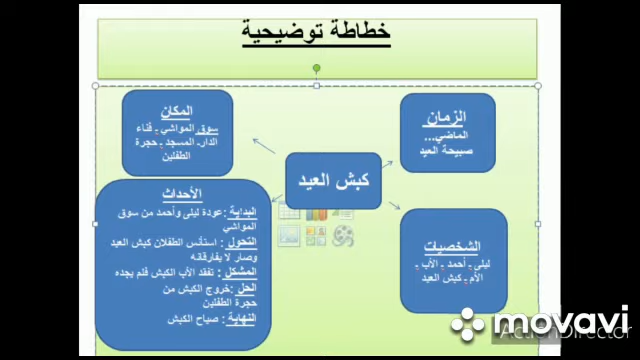 خطاطة توضيحية
الزمان
الماضي...
صبيحة العيد
المكان
سوق المواشي ـ فناء
الدار ـ المسجد ـ حجرة
الطفلين
كبش العيد
الأحداث
البداية :عودة ليلى وأحمد من سوق
المواشي
التحول : استأنس الطفلان كبش العيد
وصار لا يفارقانه
المشكل : تفقد الأب الكبش فلم يجده
الحل :خروج الكبش من
حجرة الطفلين
النهاية : صياح الكبش
الشخصيات
ليلى ـ أحمد ـ الأب ـ
الأم ـ كبش العيد
movavi
ActionDirector